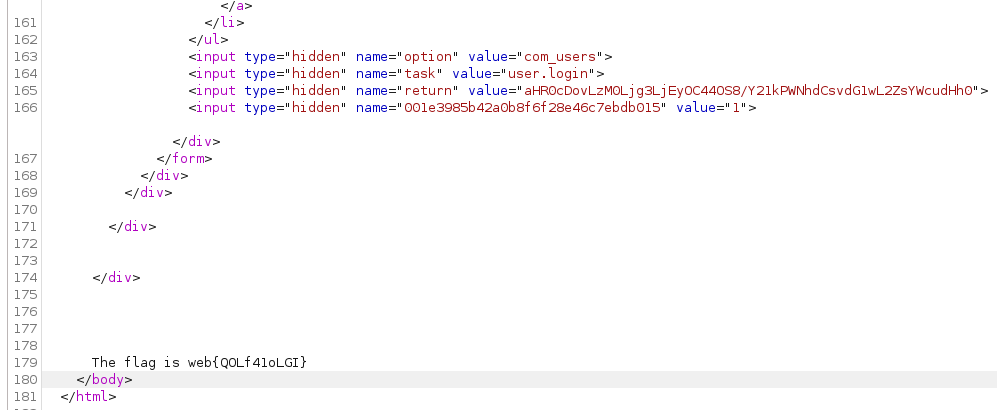 </a>
161 </li>
162 </ul>
163 <input type="hidden" name="option" value="com_users">
164 <input type="hidden" name="task" value="user.login">
165 <input type="hidden" name="return" value="aHR0cDovLzM0Ljg3LjEyOC44OS8/Y21kPWNhdCsvdG1wL2ZsYWcudHh0">
166 <input type="hidden" name="001e3985b42a0b8f6f28e46c7ebdb015" value="1">
</div>
167 </form>
168 </div>
169 </div>
170
171 </div>
172
173
174 </div>
175
176
177
178
179 The flag is web{QOLf41oLGI}
180 </body>
181 </html>